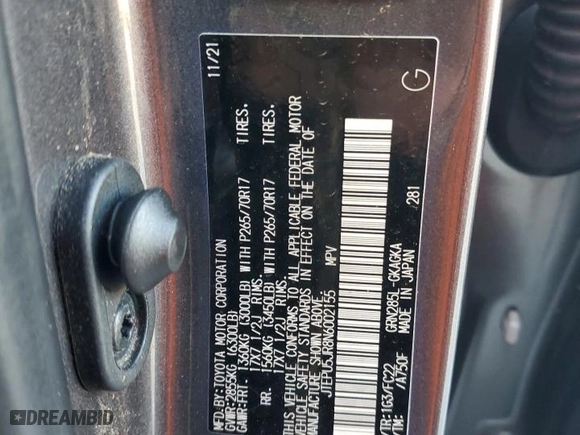 MFD.BY:TOYOTA MOTOR CORPORATION 11/21
GVWR:2855KG (6300LB)
GAWR:FRT. 1360KG (3000LB) WITH P265/70R17 TIRES.
17X7 1/2J RIMS.
RR. 1565KG (3450LB) WITH P265/70R17 TIRES.
17X7 1/2J RIMS.
THIS VEHICLE CONFORMS TO ALL APPLICABLE FEDERAL MOTOR
VEHICLE SAFETY STANDARDS IN EFFECT ON THE DATE OF
MANUFACTURE SHOWN ABOVE.
JTEPU5JR8N6002155 MPV
C/TR:1G3/FC22 GRN285L-GKAGKA
A/TM: /A750F MADE IN JAPAN
281
G
DREAMBID